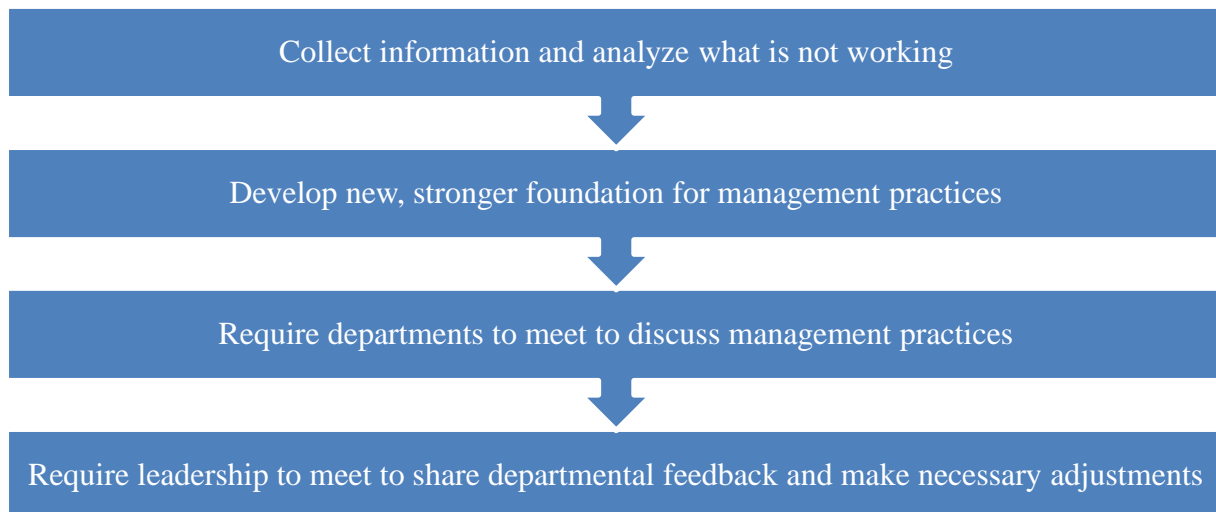 Collect information and analyze what is not working
Develop new, stronger foundation for management practices
Require departments to meet to discuss management practices
Require leadership to meet to share departmental feedback and make necessary adjustments